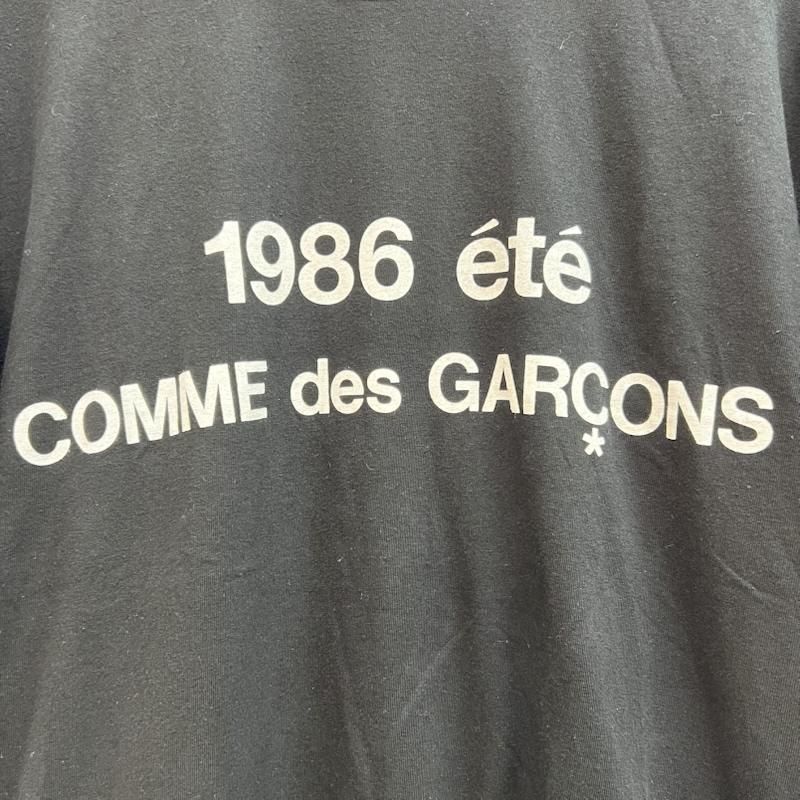 1986 été
COMME des GARÇONS
*